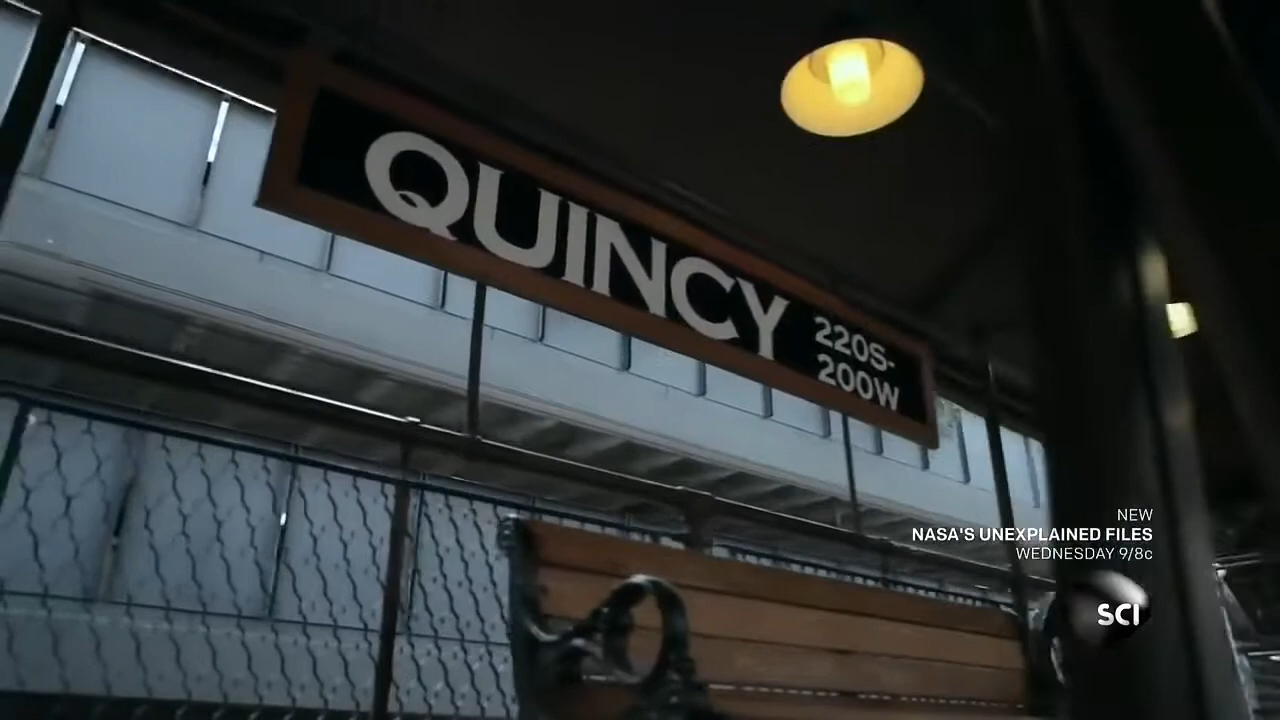 QUINCY
220S-
200W
NEW
NASA'S UNEXPLAINED FILES
WEDNESDAY 9/8c
SCI